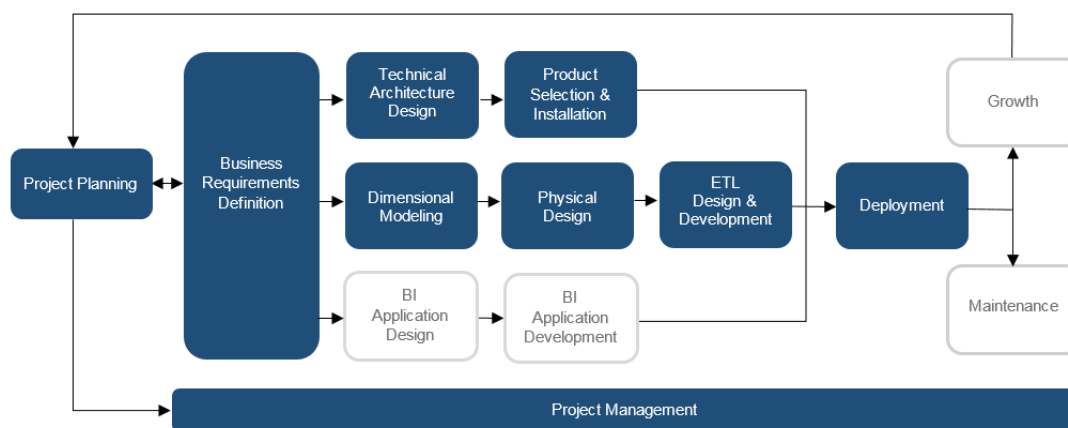 Project Planning
Business
Requirements
Definition
Technical
Architecture
Design
Product
Selection &
Installation
Dimensional
Modeling
Physical
Design
ETL
Design &
Development
BI
Application
Design
BI
Application
Development
Deployment
Growth
Maintenance
Project Management